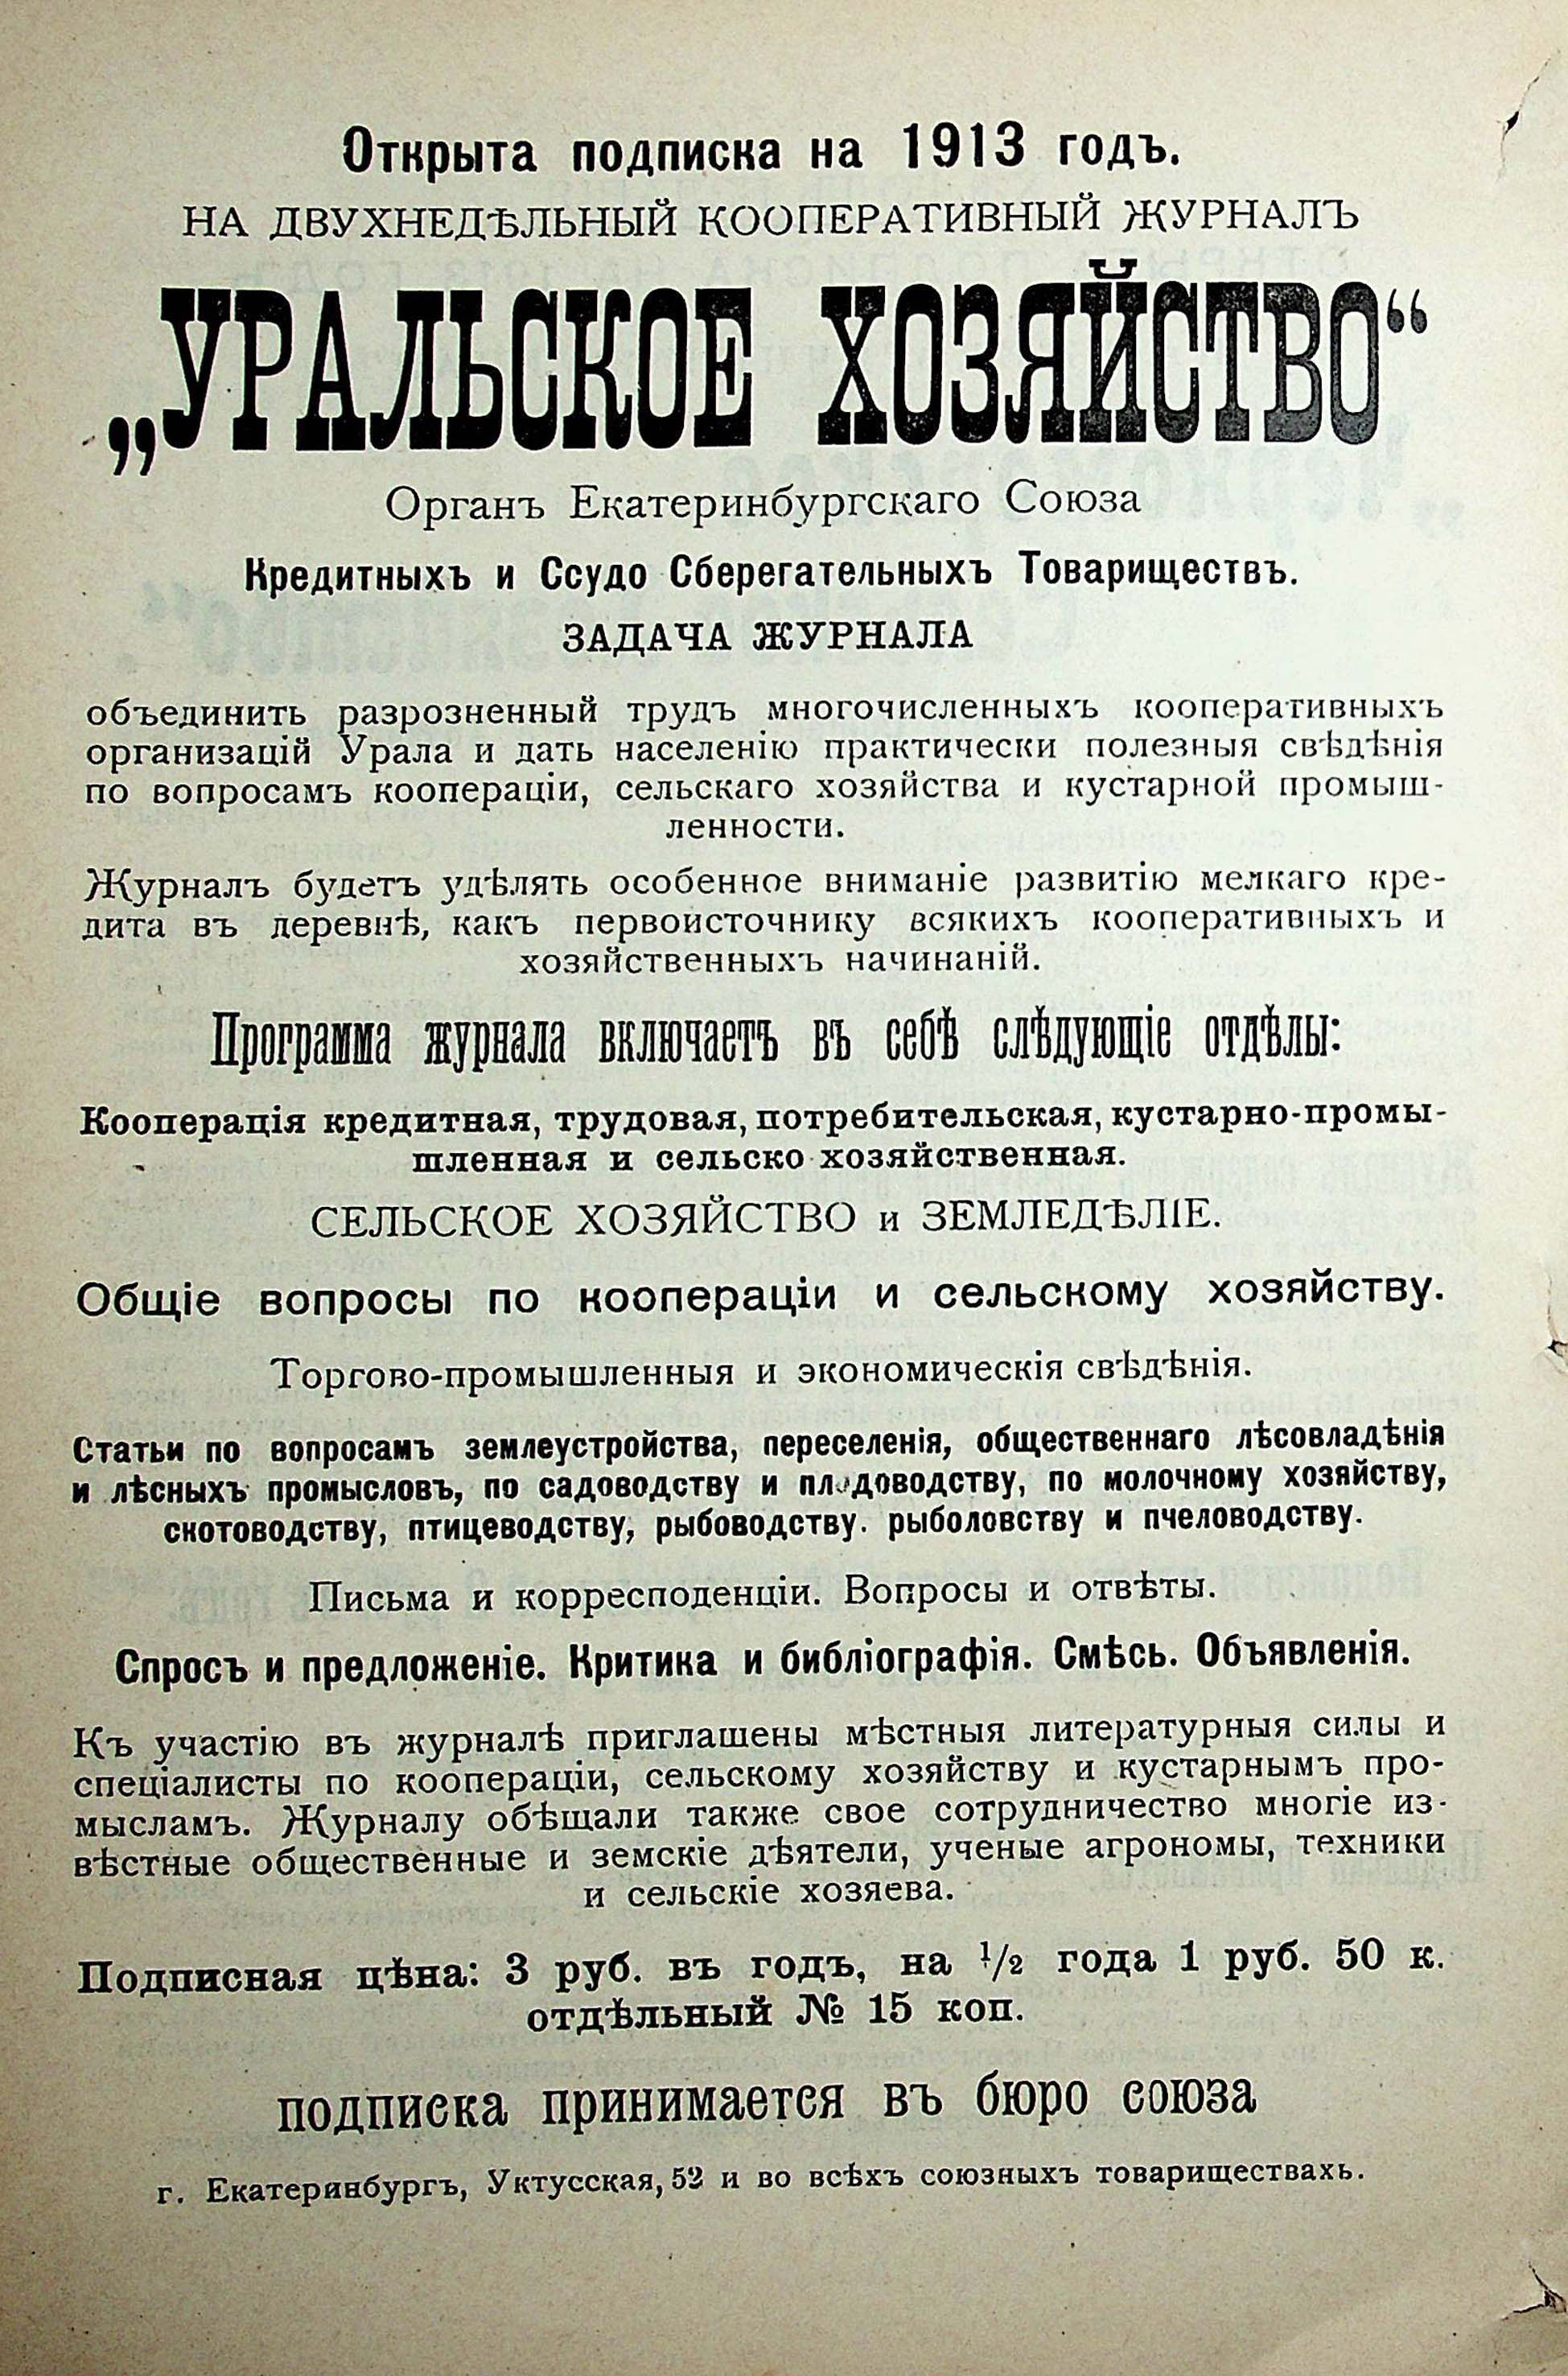 Открыта подписка на 1913 годъ.
НА ДВУХНЕДѢЛЬНЫЙ КООПЕРАТИВНЫЙ ЖУРНАЛЪ
„УРАЛЬСКОЕ ХОЗЯЙСТВО“
Органъ Екатеринбургскаго Союза
Кредитныхъ и Ссудо Сберегательныхъ Товариществъ.
ЗАДАЧА ЖУРНАЛА
объединить разрозненный трудъ многочисленныхъ кооперативныхъ
организацій Урала и дать населенію практически полезныя свѣдѣнія
по вопросамъ коопераціи, сельскаго хозяйства и кустарной промыш-
ленности.
Журналъ будетъ удѣлять особенное вниманіе развитію мелкаго кре-
дита въ деревнѣ, какъ первоисточнику всякихъ кооперативныхъ и
хозяйственныхъ начинаній.
Программа журнала включаетъ въ себѣ слѣдующіе отдѣлы:
Кооперація кредитная, трудовая, потребительская, кустарно-промы-
шленная и сельско-хозяйственная.
СЕЛЬСКОЕ ХОЗЯЙСТВО и ЗЕМЛЕДѢЛІЕ.
Общіе вопросы по коопераціи и сельскому хозяйству.
Торгово-промышленныя и экономическія свѣдѣнія.
Статьи по вопросамъ землеустройства, переселенія, общественнаго лѣсовладѣнія
и лѣсныхъ промысловъ, по садоводству и плодоводству, по молочному хозяйству,
скотоводству, птицеводству, рыбоводству. рыболовству и пчеловодству.
Письма и корресподенціи. Вопросы и отвѣты.
Спросъ и предложеніе. Критика и библіографія. Смѣсь. Объявленія.
Къ участію въ журналѣ приглашены мѣстныя литературныя силы и
спеціалисты по коопераціи, сельскому хозяйству и кустарнымъ про-
мысламъ. Журналу обѣщали также свое сотрудничество многіе из-
вѣстные общественные и земскіе дѣятели, ученые агрономы, техники
и сельскіе хозяева.
Подписная цѣна: 3 руб. въ годъ, на ½ года 1 руб. 50 к.
отдѣльный № 15 коп.
подписка принимается въ бюро союза
г. Екатеринбургъ, Уктусская, 52 и во всѣхъ союзныхъ товариществахь.